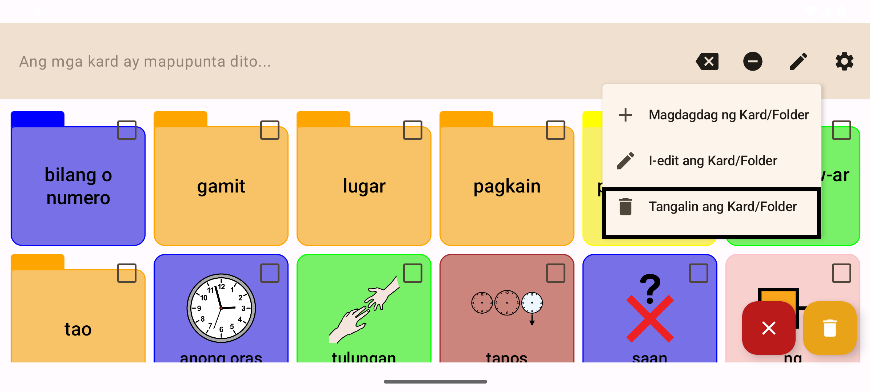 Ang mga kard ay mapupunta dito...
Magdagdag ng Kard/Folder
I-edit ang Kard/Folder
Tangalin ang Kard/Folder
bilang o
numero
gamit
lugar
pagkain
tao
anong oras
tulungan
tapos
saan
?